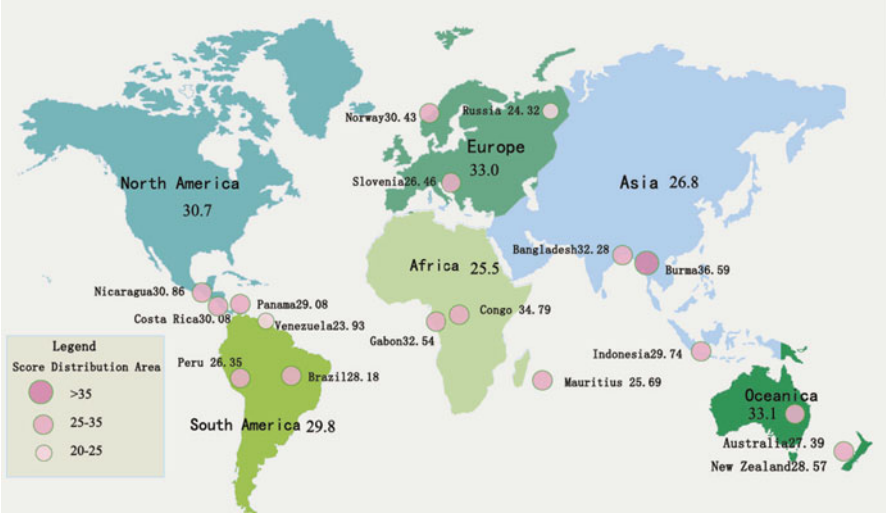 Norway30.43
Russia 24.32
Europe
33.0
Slovenia26.46
North America
30.7
Asia 26.8
Bangladesh32.28
Burma36.59
Africa 25.5
Nicaragua30.86
Panama29.08
Costa Rica30.08
Venezuela23.93
Congo 34.79
Gabon32.54
Indonesia29.74
Peru 26.35
Brazil28.18
Mauritius 25.69
South America 29.8
Oceanica
33.1
Australia27.39
New Zealand28.57
Legend
Score Distribution Area
>35
25-35
20-25